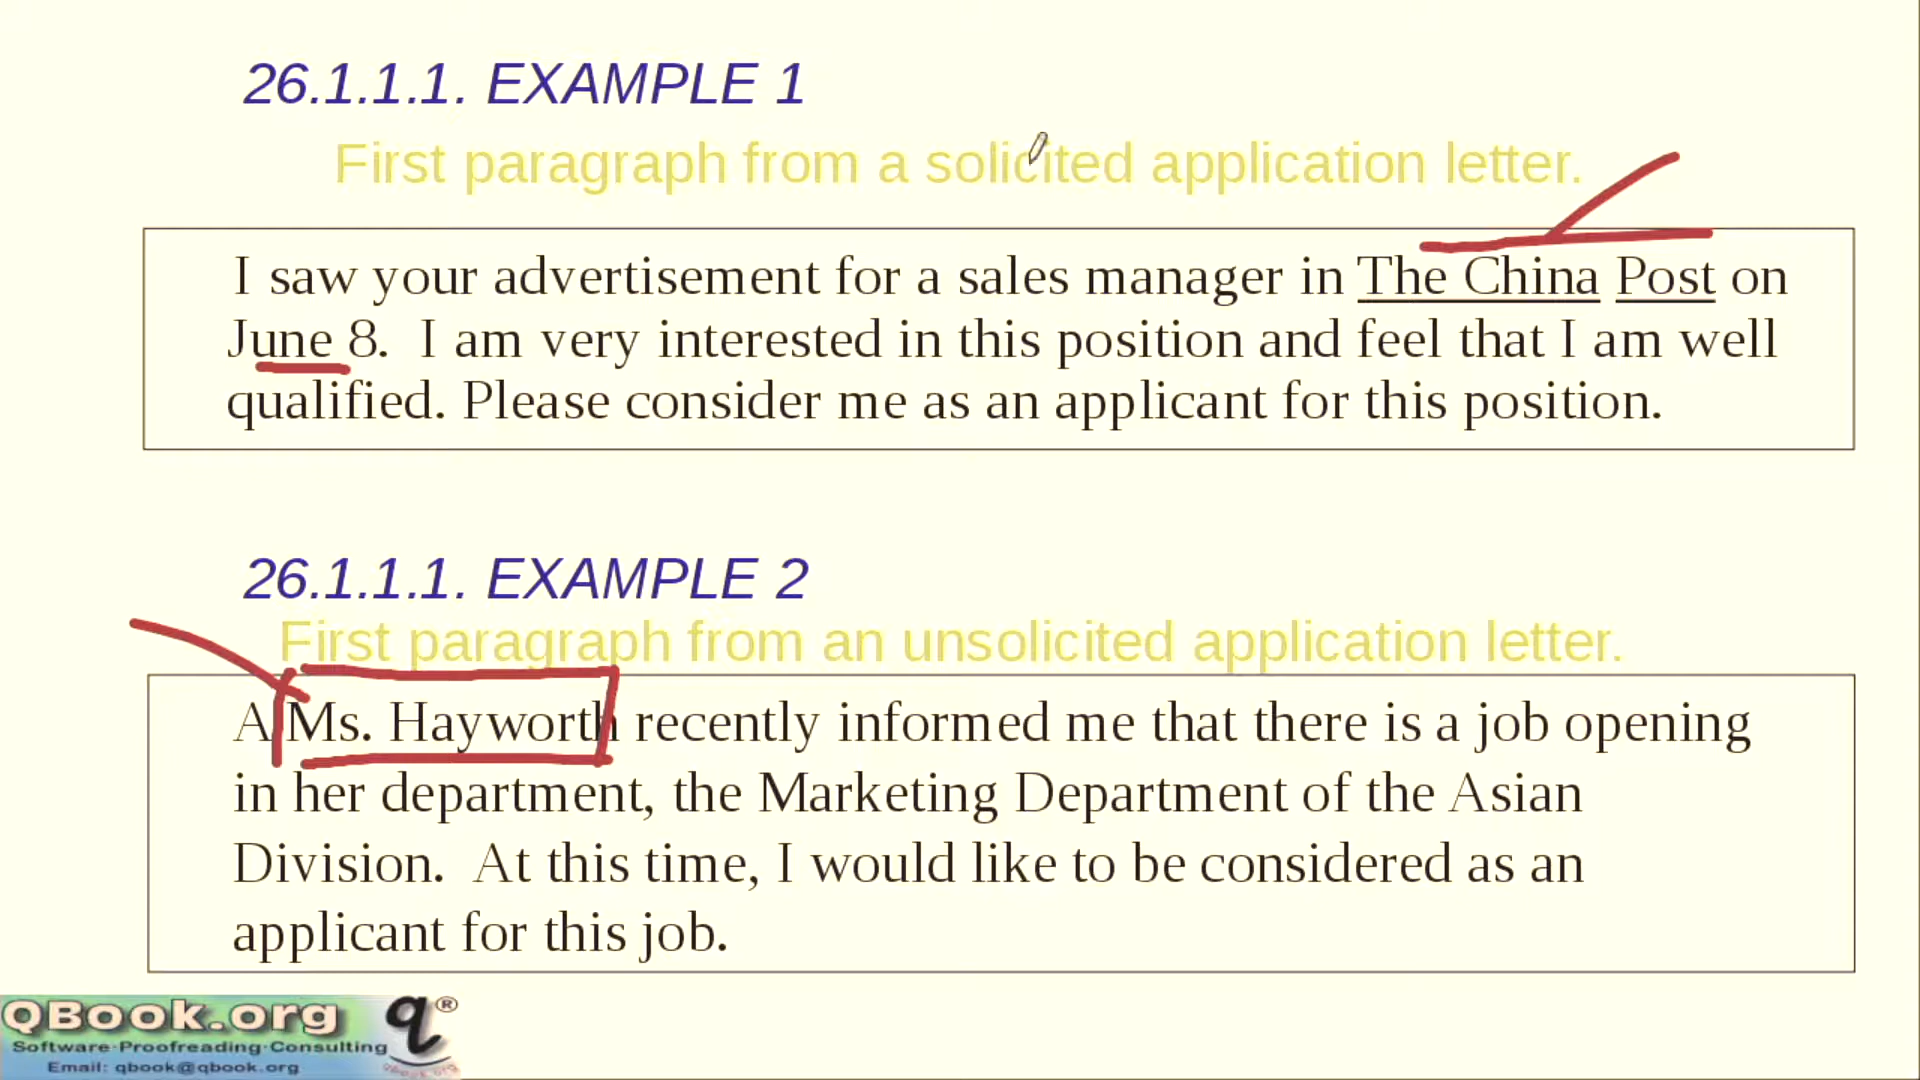 26.1.1.1. EXAMPLE 1
First paragraph from a solicited application letter.
I saw your advertisement for a sales manager in The China Post on
June 8.  I am very interested in this position and feel that I am well
qualified. Please consider me as an applicant for this position.
26.1.1.1. EXAMPLE 2
First paragraph from an unsolicited application letter.
A Ms. Hayworth recently informed me that there is a job opening
in her department, the Marketing Department of the Asian
Division.  At this time, I would like to be considered as an
applicant for this job.
QBook.org
Software·Proofreading·Consulting
Email: qbook@qbook.org
q®
qbook.org